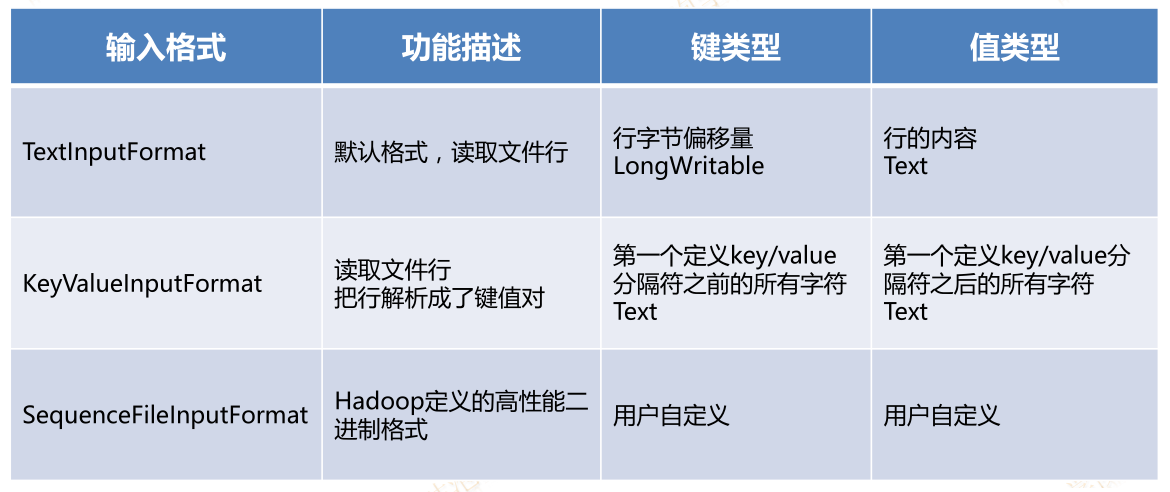 输入格式
功能描述
键类型
值类型
TextInputFormat
默认格式，读取文件行
行字节偏移量
LongWritable
行的内容
Text
KeyValueInputFormat
读取文件行
把行解析成了键值对
第一个定义key/value
分隔符之前的所有字符
Text
第一个定义key/value分
隔符之后的所有字符
Text
SequenceFileInputFormat
Hadoop定义的高性能二
进制格式
用户自定义
用户自定义